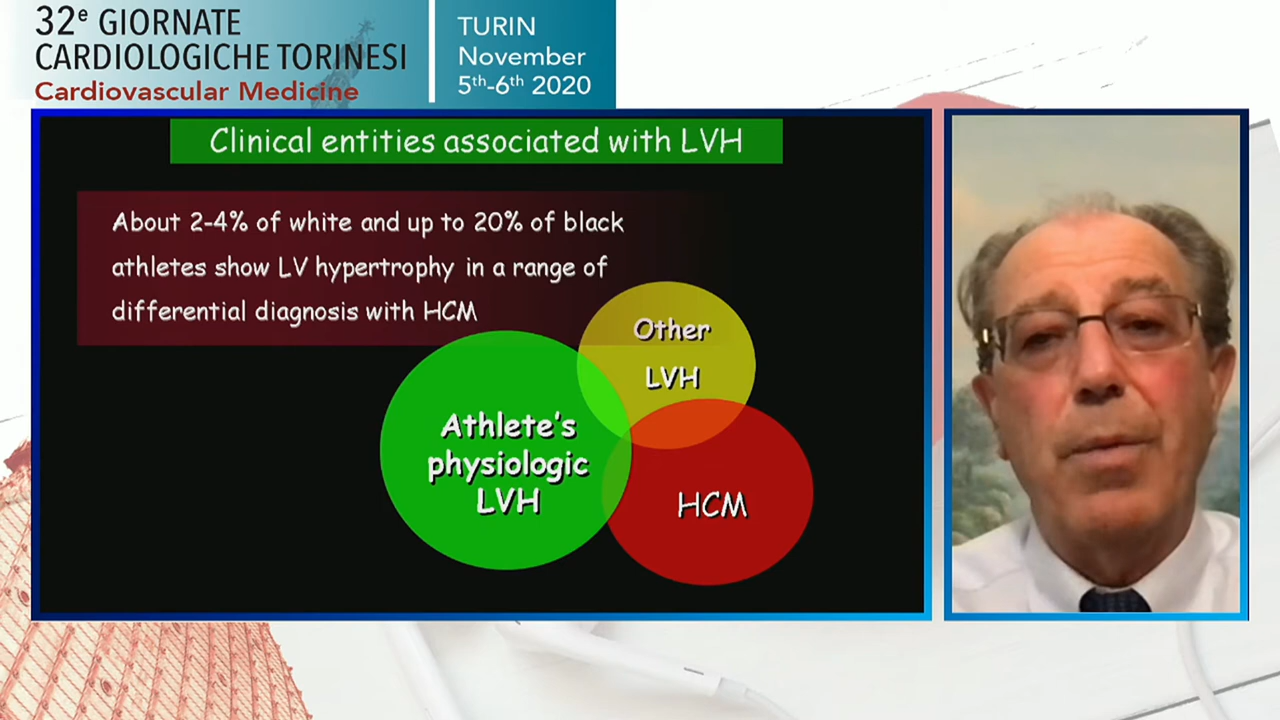 32e GIORNATE
CARDIOLOGICHE TORINESI
Cardiovascular Medicine
TURIN
November
5th-6th 2020
Clinical entities associated with LVH
About 2-4% of white and up to 20% of black
athletes show LV hypertrophy in a range of
differential diagnosis with HCM
Other
LVH
Athlete's
physiologic
LVH
HCM